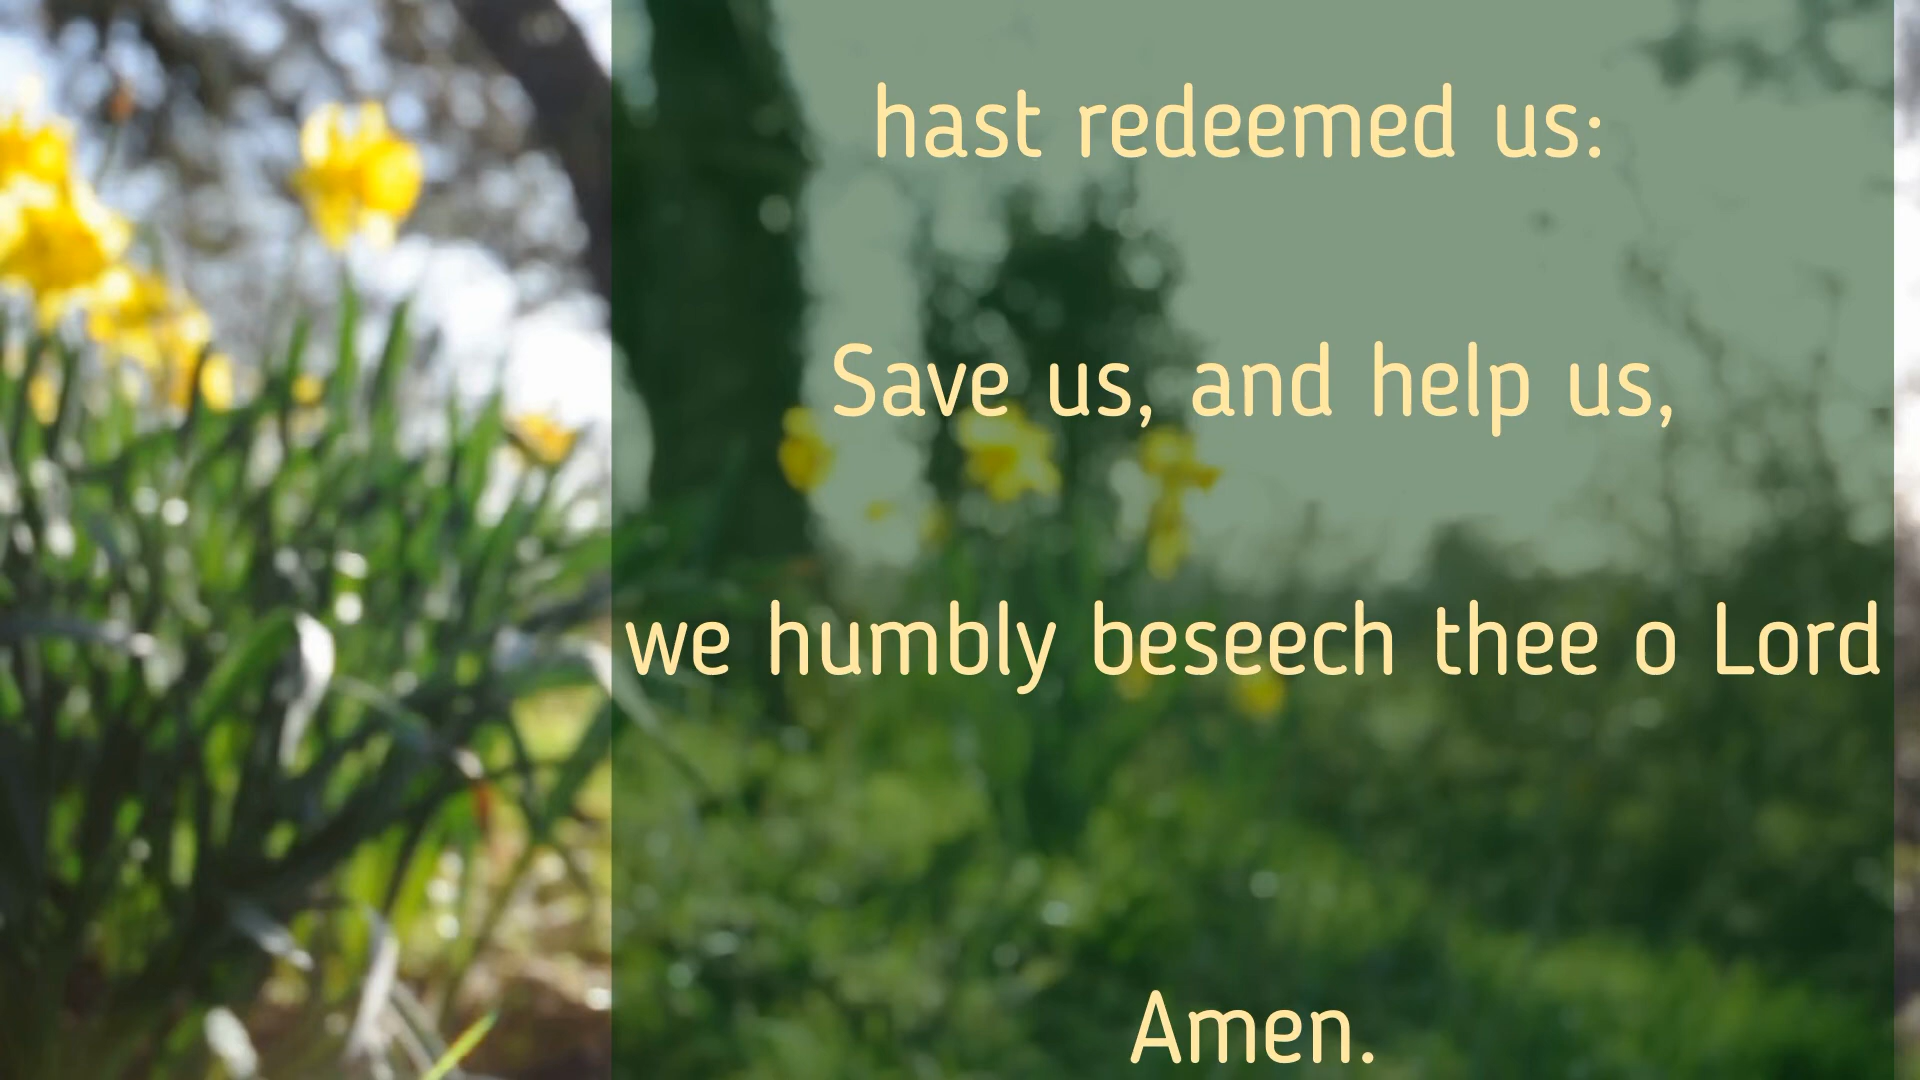 hast redeemed us:
Save us, and help us,
we humbly beseech thee o Lord
Amen.